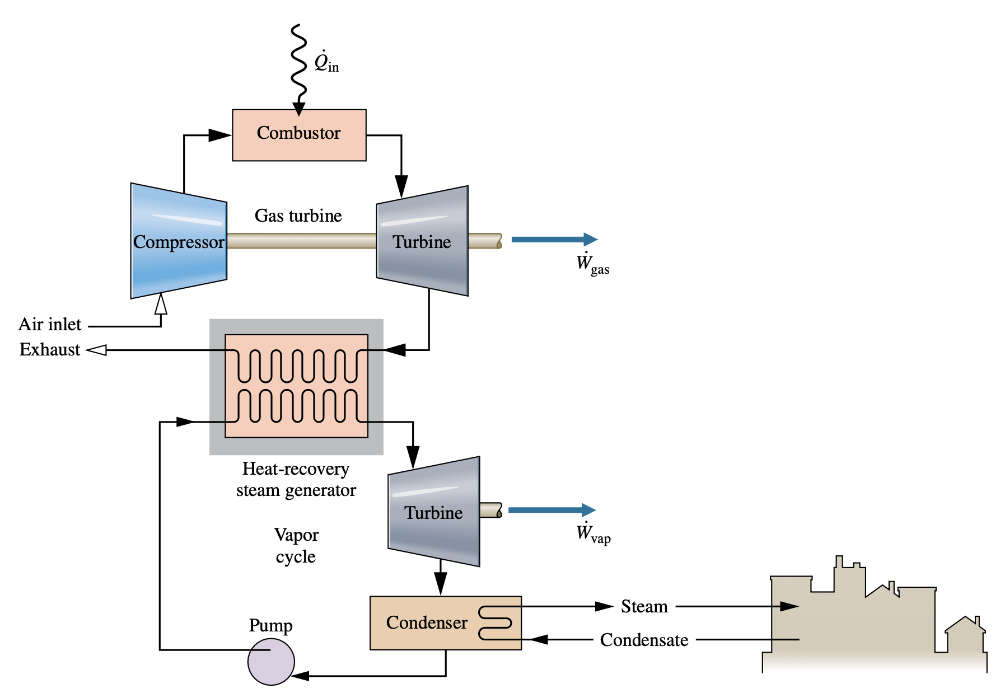 Q̇in
Combustor
Gas turbine
Compressor
Turbine
Ẇgas
Air inlet
Exhaust
Heat-recovery
steam generator
Turbine
Ẇvap
Vapor
cycle
Steam
Condenser
Pump
Condensate